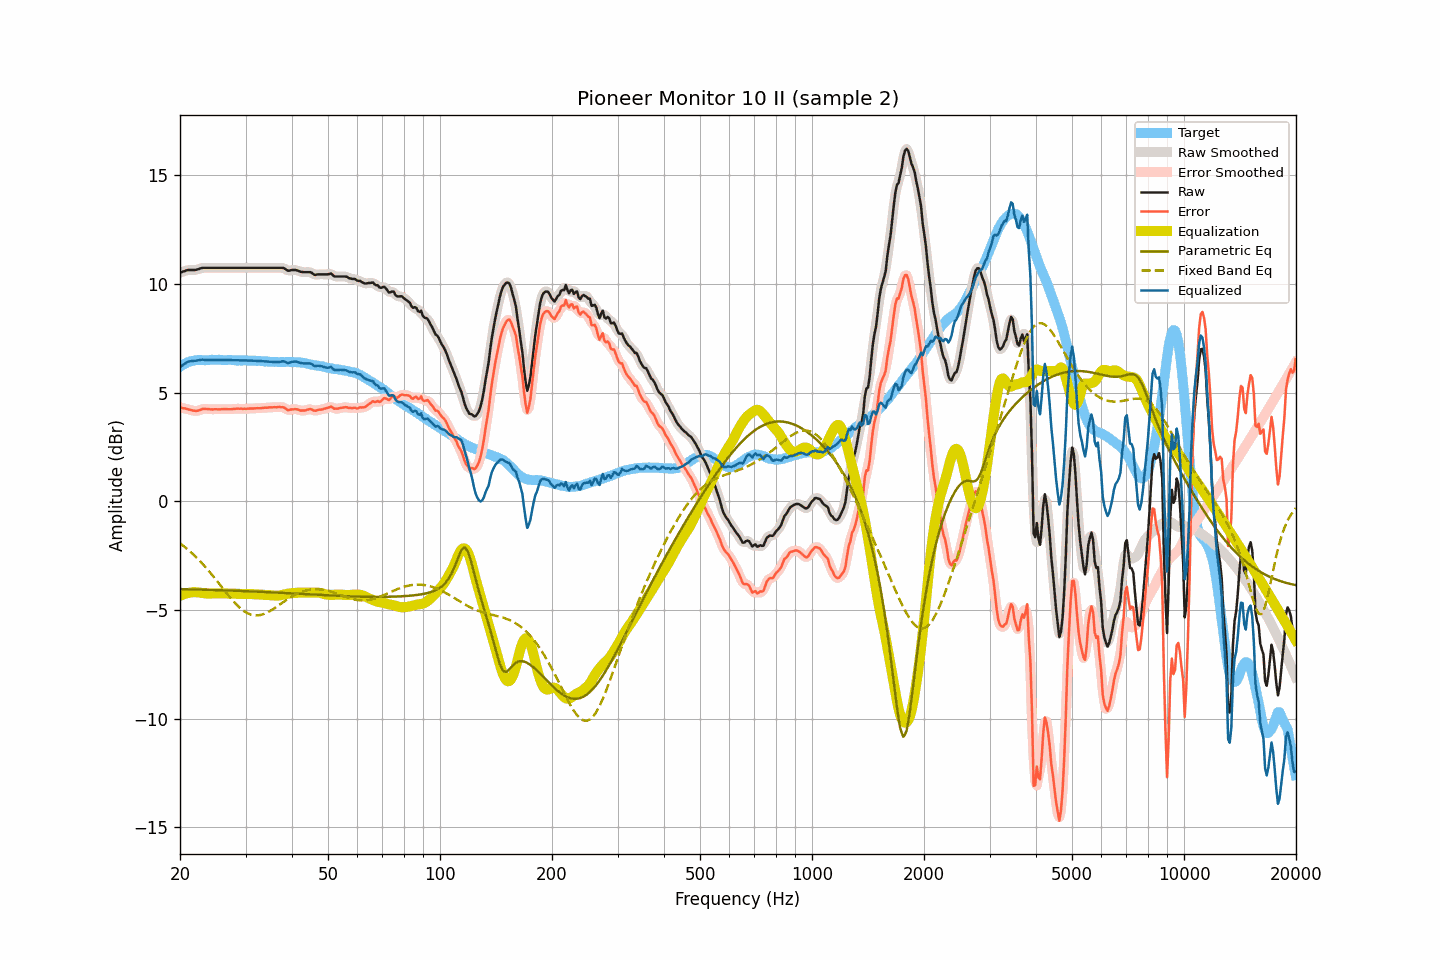 Pioneer Monitor 10 II (sample 2)
Target
Raw Smoothed
Error Smoothed
Raw
Error
Equalization
Parametric Eq
Fixed Band Eq
Equalized
Amplitude (dBr)
15
10
5
0
−5
−10
−15
20 50 100 200 500 1000 2000 5000 10000 20000
Frequency (Hz)